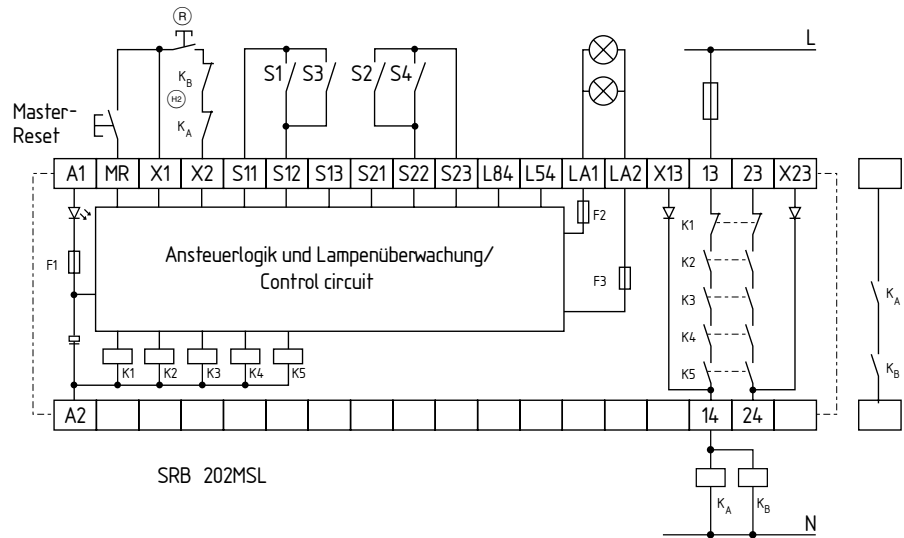 R
L
S1 S3 S2 S4
KB
H2
KA
Master-
Reset
A1 MR X1 X2 S11 S12 S13 S21 S22 S23 L84 L54 LA1 LA2 X13 13 23 X23
F2
K1
Ansteuerlogik und Lampenüberwachung/
Control circuit
F1
K2
F3
K3
KA
K4
K1 K2 K3 K4 K5
K5
KB
A2 14 24
SRB 202MSL
KA KB
N